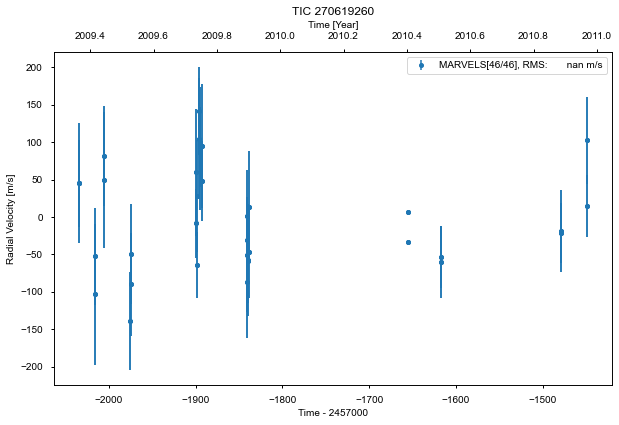 TIC 270619260
Time [Year]
2009.4 2009.6 2009.8 2010.0 2010.2 2010.4 2010.6 2010.8 2011.0
MARVELS[46/46], RMS: nan m/s
200
150
100
50
0
−50
−100
−150
−200
Radial Velocity [m/s]
−2000 −1900 −1800 −1700 −1600 −1500
Time - 2457000